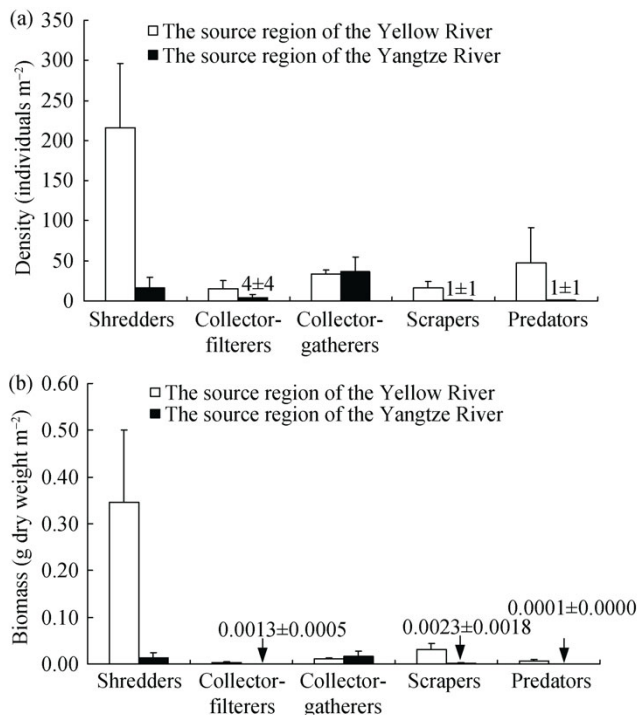 (a)
350
The source region of the Yellow River
300
The source region of the Yangtze River
250
200
150
100
50
0
Density (individuals m⁻²)
4±4
1±1
1±1
Shredders
Collector-
filterers
Collector-
gatherers
Scrapers
Predators
(b)
0.60
The source region of the Yellow River
The source region of the Yangtze River
0.50
0.40
0.30
0.20
0.10
0.00
Biomass (g dry weight m⁻²)
0.0013±0.0005
0.0023±0.0018
0.0001±0.0000
Shredders
Collector-
filterers
Collector-
gatherers
Scrapers
Predators